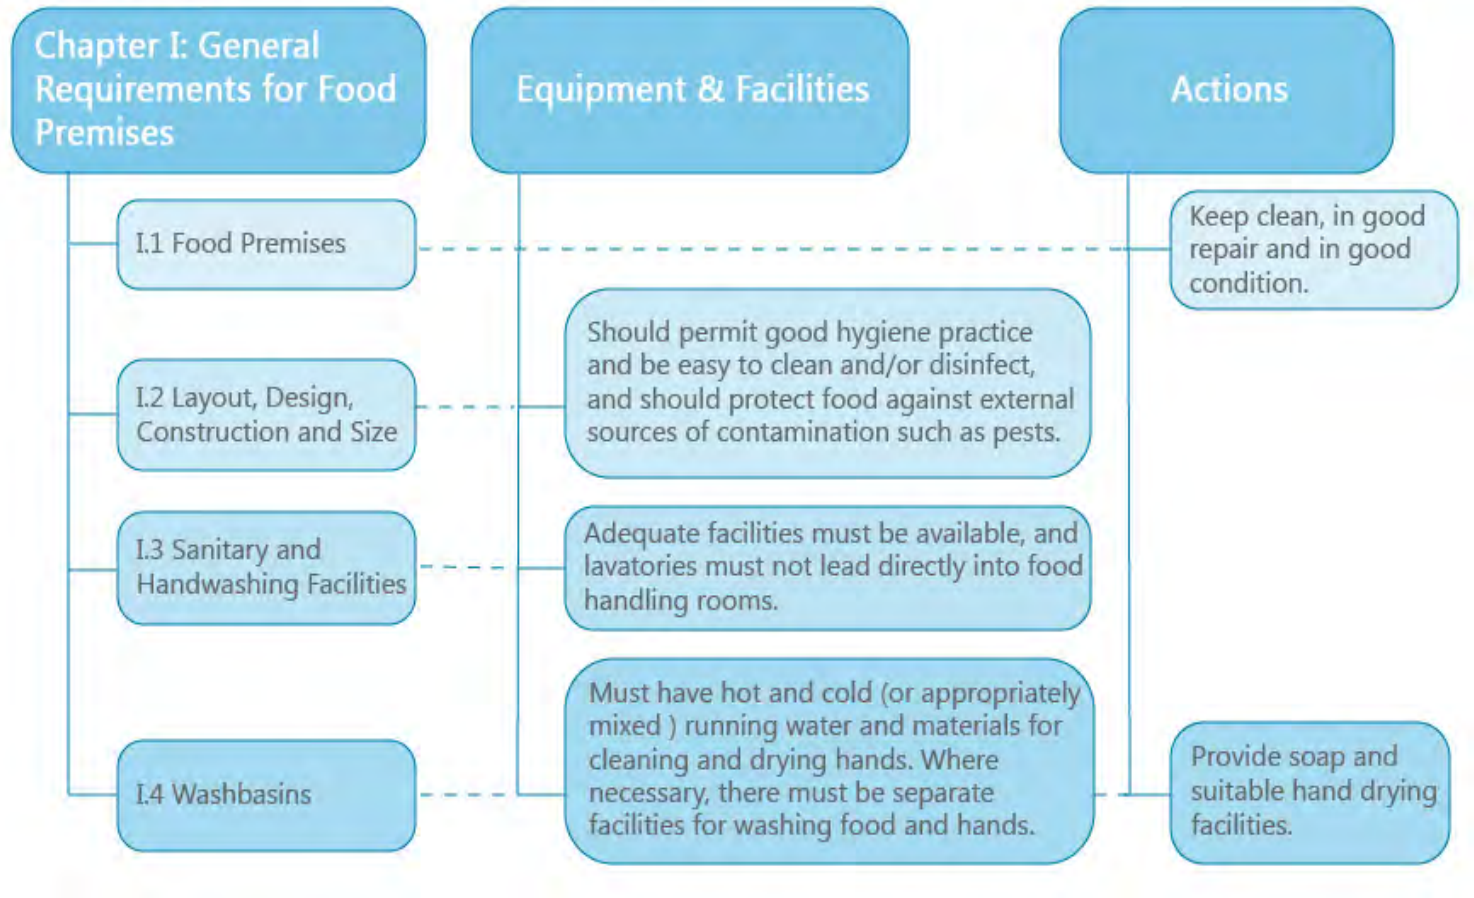 Chapter I: General
Requirements for Food
Premises
Equipment & Facilities
Actions
I.1 Food Premises
Keep clean, in good
repair and in good
condition.
I.2 Layout, Design,
Construction and Size
Should permit good hygiene practice
and be easy to clean and/or disinfect,
and should protect food against external
sources of contamination such as pests.
I.3 Sanitary and
Handwashing Facilities
Adequate facilities must be available, and
lavatories must not lead directly into food
handling rooms.
I.4 Washbasins
Must have hot and cold (or appropriately
mixed ) running water and materials for
cleaning and drying hands. Where
necessary, there must be separate
facilities for washing food and hands.
Provide soap and
suitable hand drying
facilities.